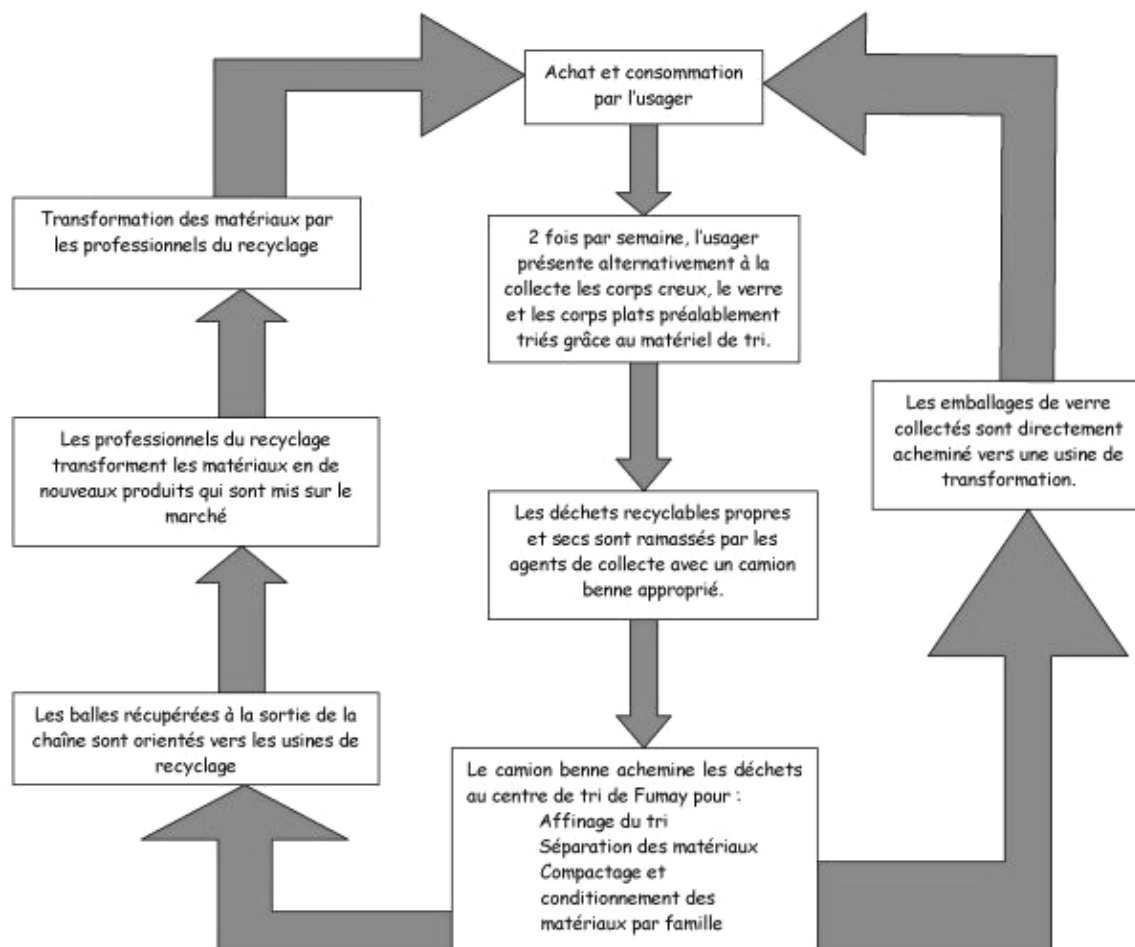 Achat et consommation
par l'usager
2 fois par semaine, l'usager
présente alternativement à la
collecte les corps creux, le verre
et les corps plats préalablement
triés grâce au matériel de tri.
Les déchets recyclables propres
et secs sont ramassés par les
agents de collecte avec un camion
benne approprié.
Le camion benne achemine les déchets
au centre de tri de Fumay pour :
Affinage du tri
Séparation des matériaux
Compactage et
conditionnement des
matériaux par famille
Les balles récupérées à la sortie de la
chaîne sont orientés vers les usines de
recyclage
Les professionnels du recyclage
transforment les matériaux en de
nouveaux produits qui sont mis sur le
marché
Transformation des matériaux par
les professionnels du recyclage
Les emballages de verre
collectés sont directement
acheminé vers une usine de
transformation.